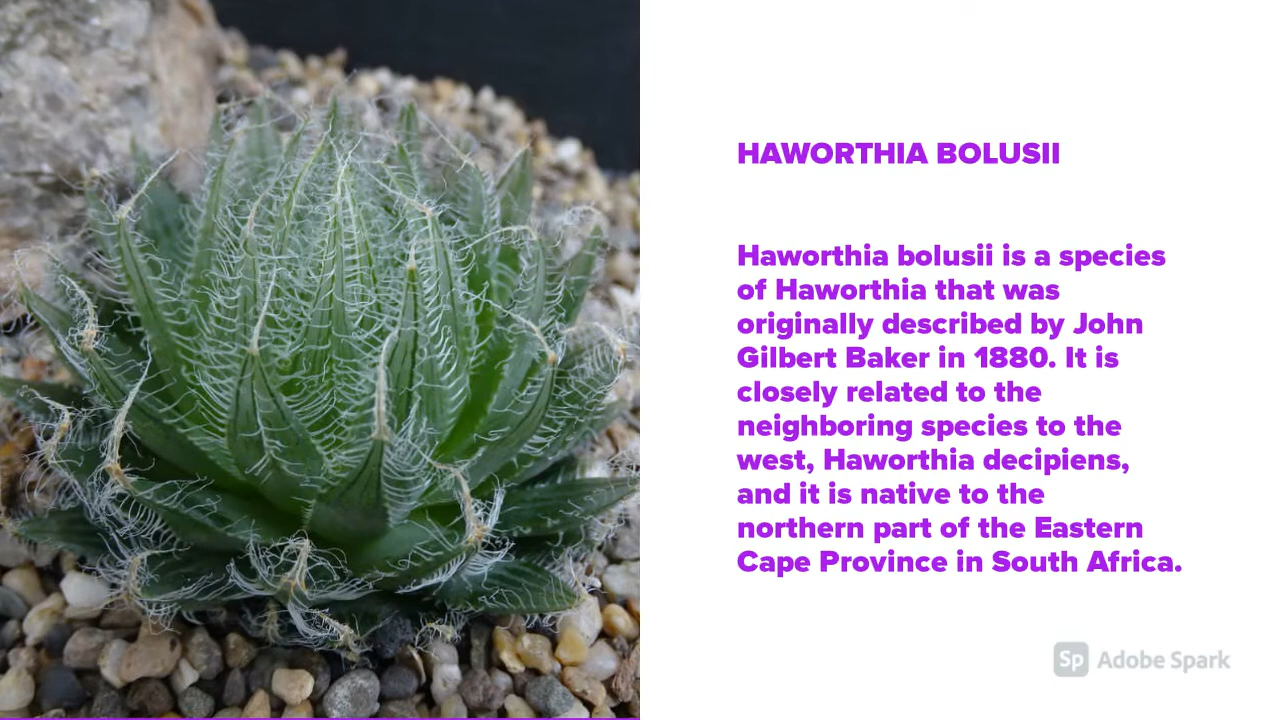 HAWORTHIA BOLUSII
Haworthia bolusii is a species
of Haworthia that was
originally described by John
Gilbert Baker in 1880. It is
closely related to the
neighboring species to the
west, Haworthia decipiens,
and it is native to the
northern part of the Eastern
Cape Province in South Africa.
Sp Adobe Spark